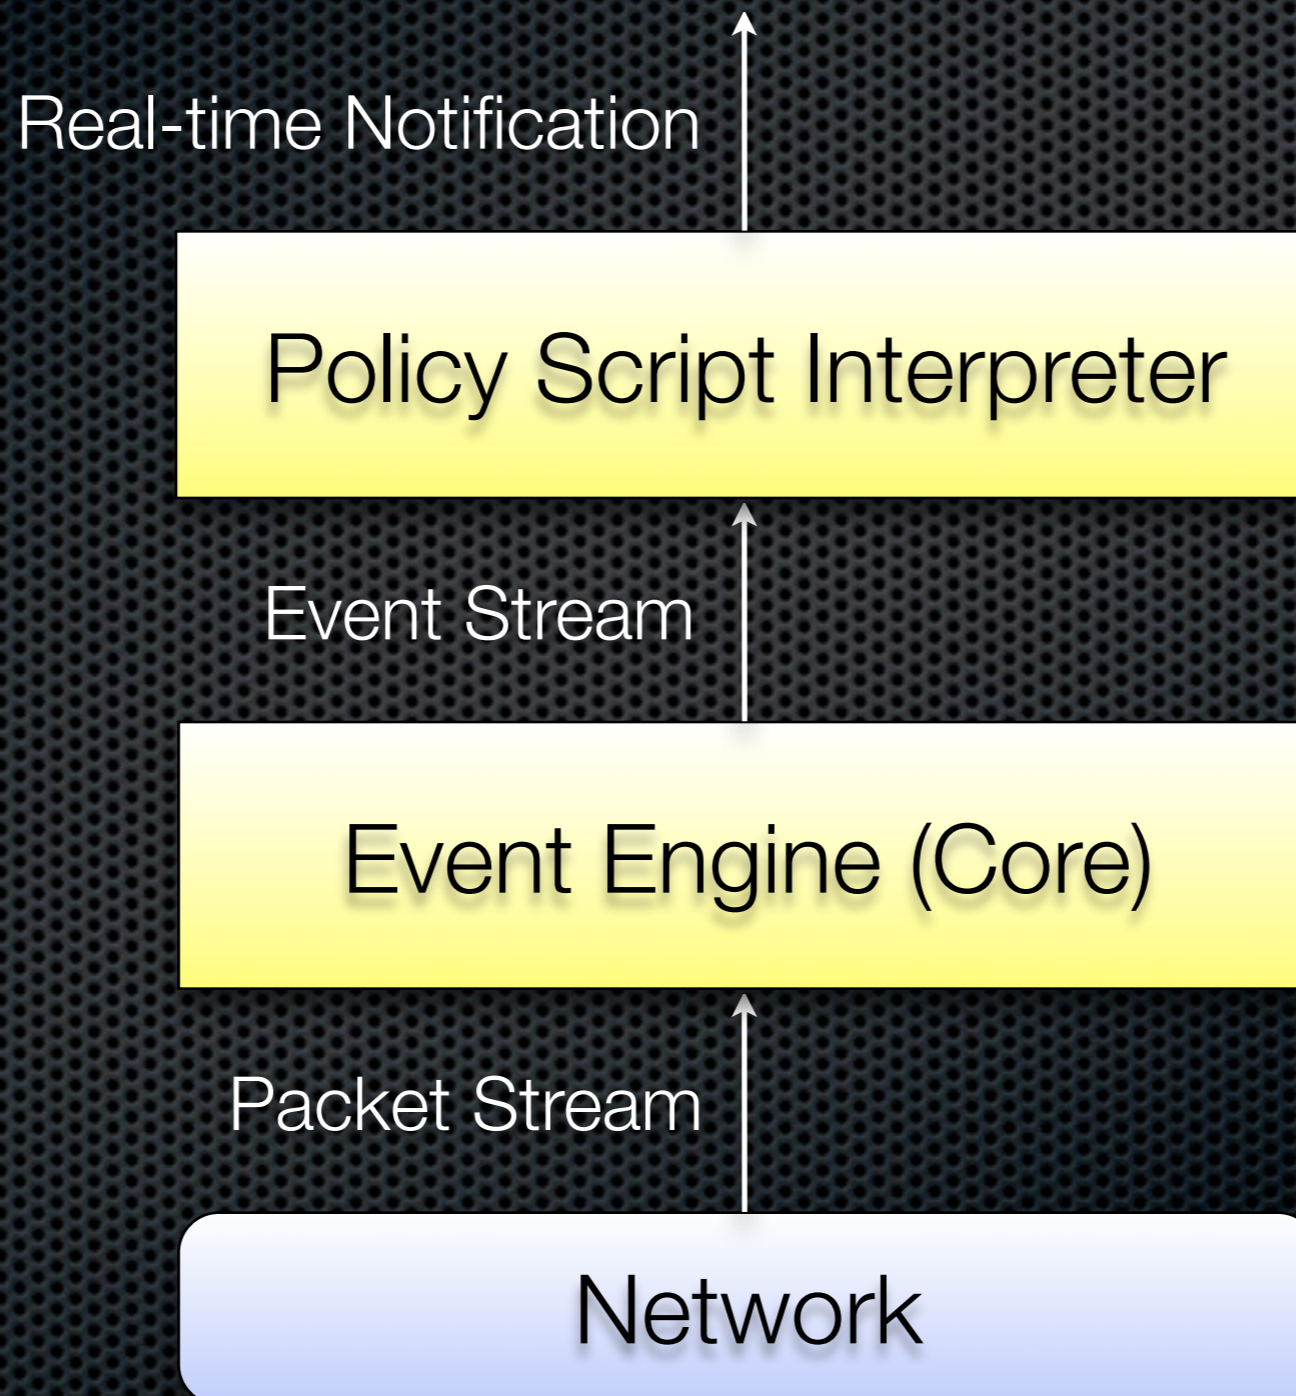 Real-time Notification
Policy Script Interpreter
Event Stream
Event Engine (Core)
Packet Stream
Network